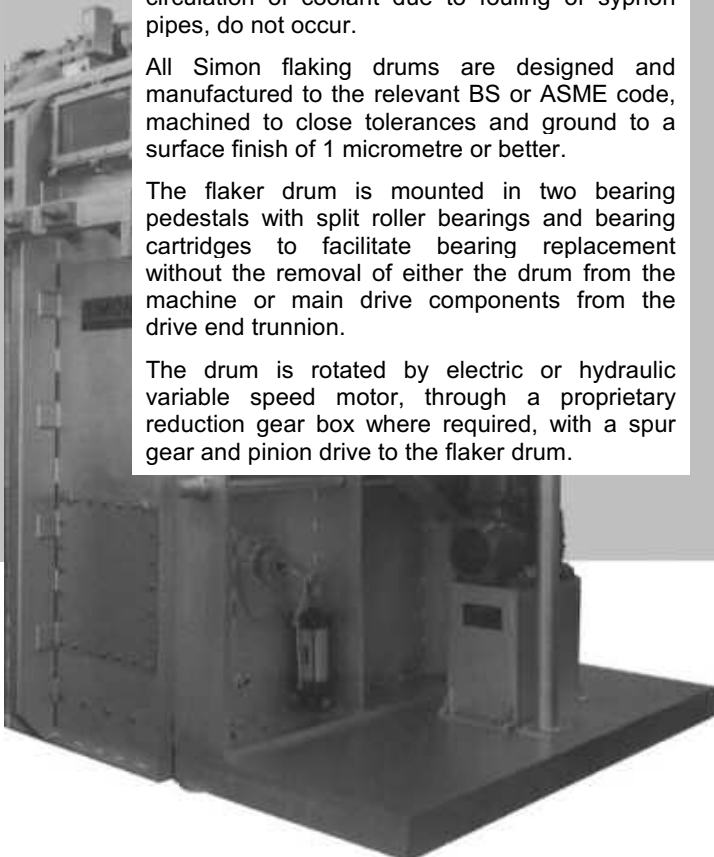 circulation of coolant due to fouling of syphon
pipes, do not occur.
All Simon flaking drums are designed and
manufactured to the relevant BS or ASME code,
machined to close tolerances and ground to a
surface finish of 1 micrometre or better.
The flaker drum is mounted in two bearing
pedestals with split roller bearings and bearing
cartridges to facilitate bearing replacement
without the removal of either the drum from the
machine or main drive components from the
drive end trunnion.
The drum is rotated by electric or hydraulic
variable speed motor, through a proprietary
reduction gear box where required, with a spur
gear and pinion drive to the flaker drum.